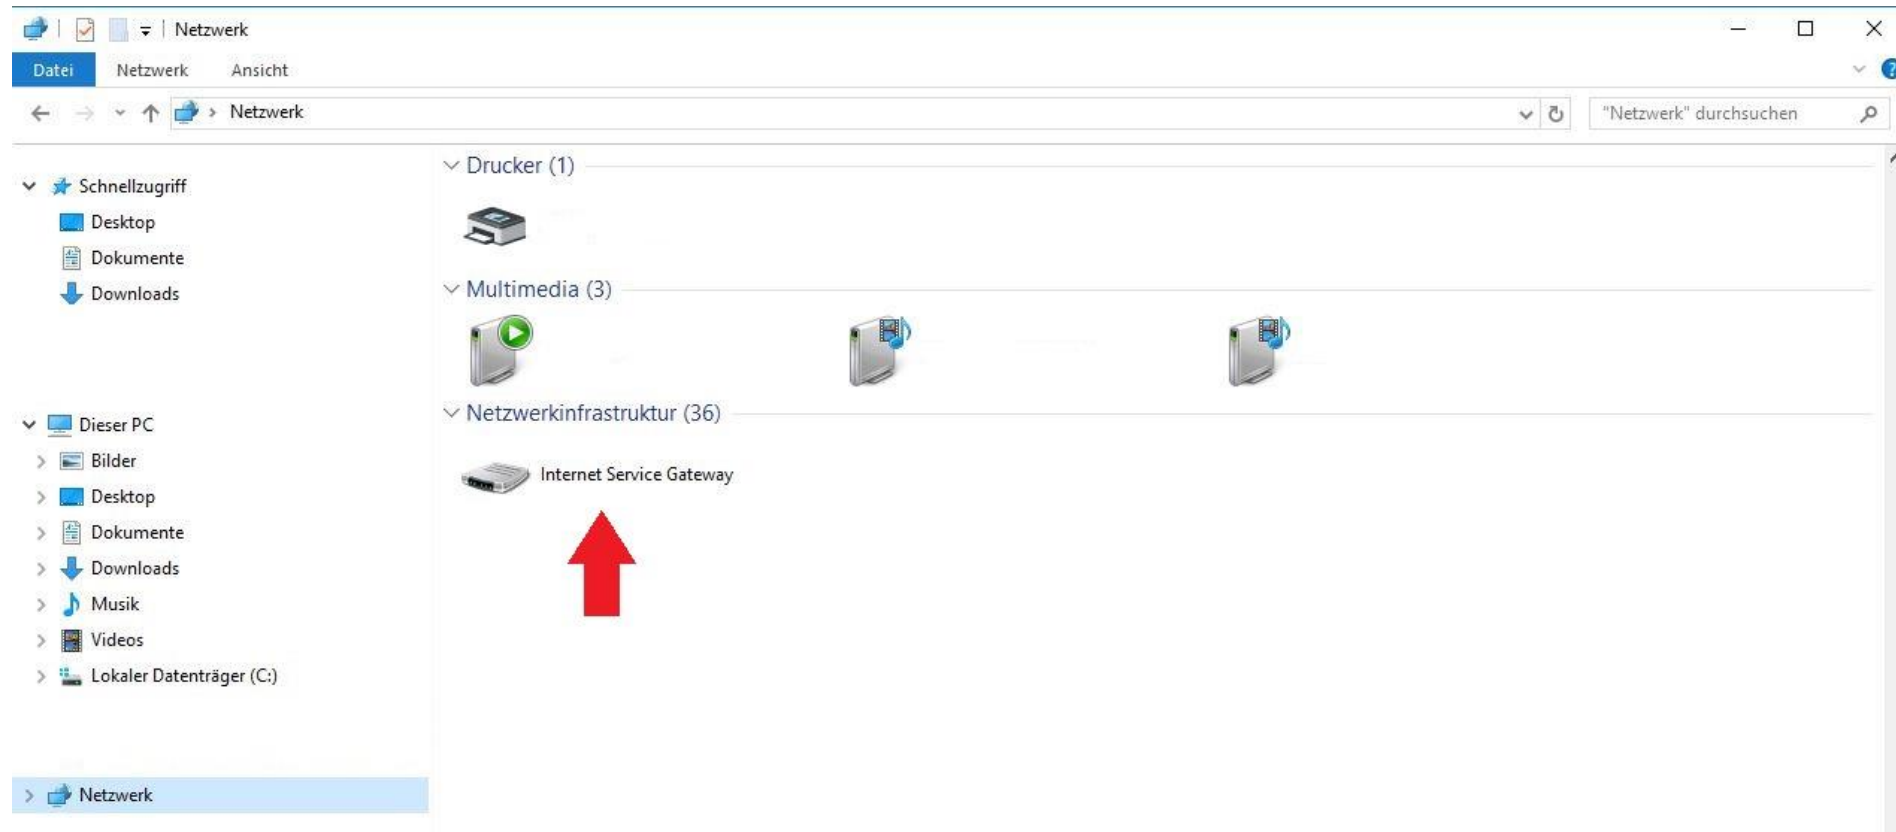 Netzwerk
Datei Netzwerk Ansicht
Netzwerk "Netzwerk" durchsuchen
Schnellzugriff
Desktop
Dokumente
Downloads
Dieser PC
Bilder
Desktop
Dokumente
Downloads
Musik
Videos
Lokaler Datenträger (C:)
Netzwerk
Drucker (1)
Multimedia (3)
Netzwerkinfrastruktur (36)
Internet Service Gateway